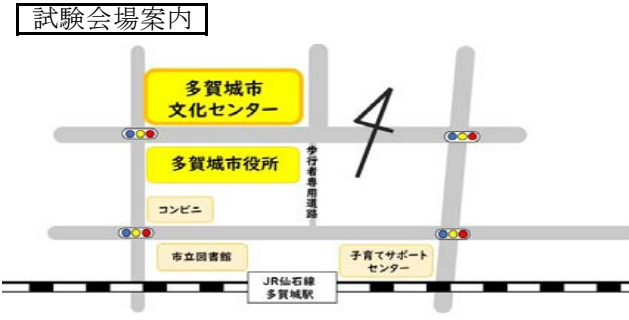 試験会場案内
多賀城市
文化センター
多賀城市役所
歩行者専用道路
コンビニ
市立図書館
子育てサポート
センター
JR仙石線
多賀城駅